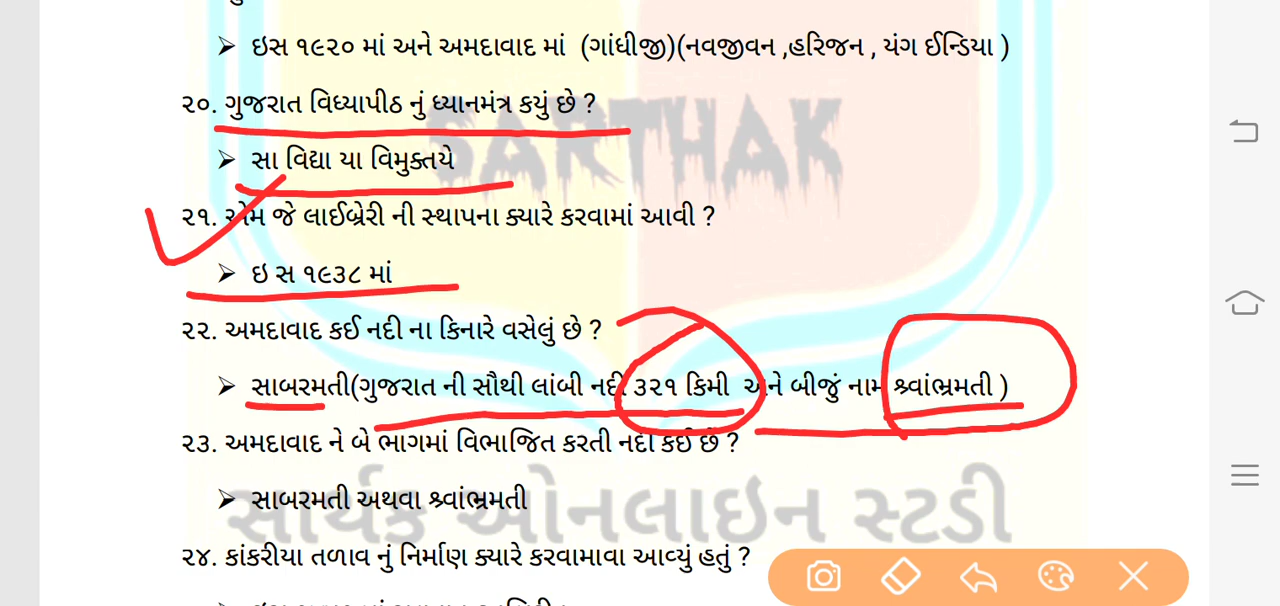 ઇસ ૧૯૨૦ માં અને અમદાવાદ માં (ગાંધીજી)(નવજીવન ,હરિજન , યંગ ઈન્ડિયા )
૨૦. ગુજરાત વિધ્યાપીઠ નું ધ્યાનમંત્ર કયું છે ?
સા વિદ્યા યા વિમુક્તયે
૨૧. એમ જે લાઈબ્રેરી ની સ્થાપના ક્યારે કરવામાં આવી ?
ઇ સ ૧૯૩૮ માં
૨૨. અમદાવાદ કઈ નદી ના કિનારે વસેલું છે ?
સાબરમતી(ગુજરાત ની સૌથી લાંબી નદી ૩૨૧ કિમી અને બીજું નામ શ્વાંભ્રમતી )
૨૩. અમદાવાદ ને બે ભાગમાં વિભાજિત કરતી નદી કઈ છે ?
સાબરમતી અથવા શ્વાંભ્રમતી
૨૪. કાંકરીયા તળાવ નું નિર્માણ ક્યારે કરવામાવા આવ્યું હતું ?
SARTHAK
સાર્થક ઓનલાઇન સ્ટડી